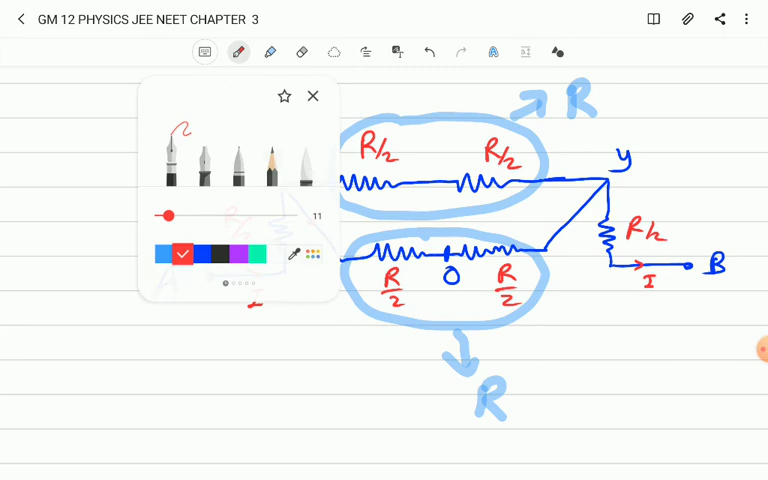 GM 12 PHYSICS JEE NEET CHAPTER 3
R
R/2 R/2 y
11
R/2
R/2 O R/2 B
I
A
I
R